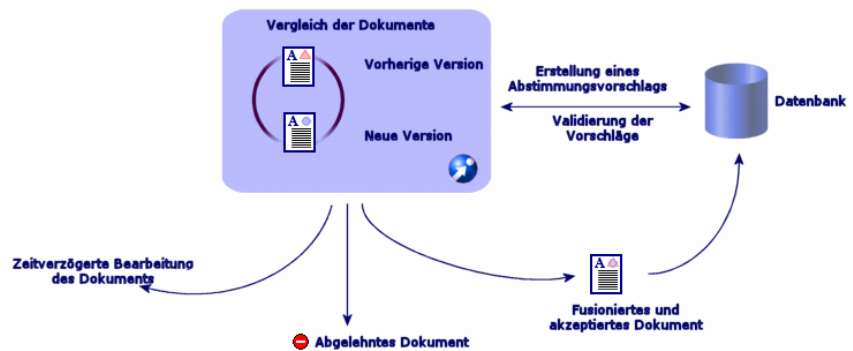 Vergleich der Dokumente
Vorherige Version
Neue Version
Erstellung eines
Abstimmungsvorschlags
Validierung der
Vorschläge
Datenbank
Zeitverzögerte Bearbeitung
des Dokuments
Abgelehntes Dokument
Fusioniertes und
akzeptiertes Dokument
A
A
A